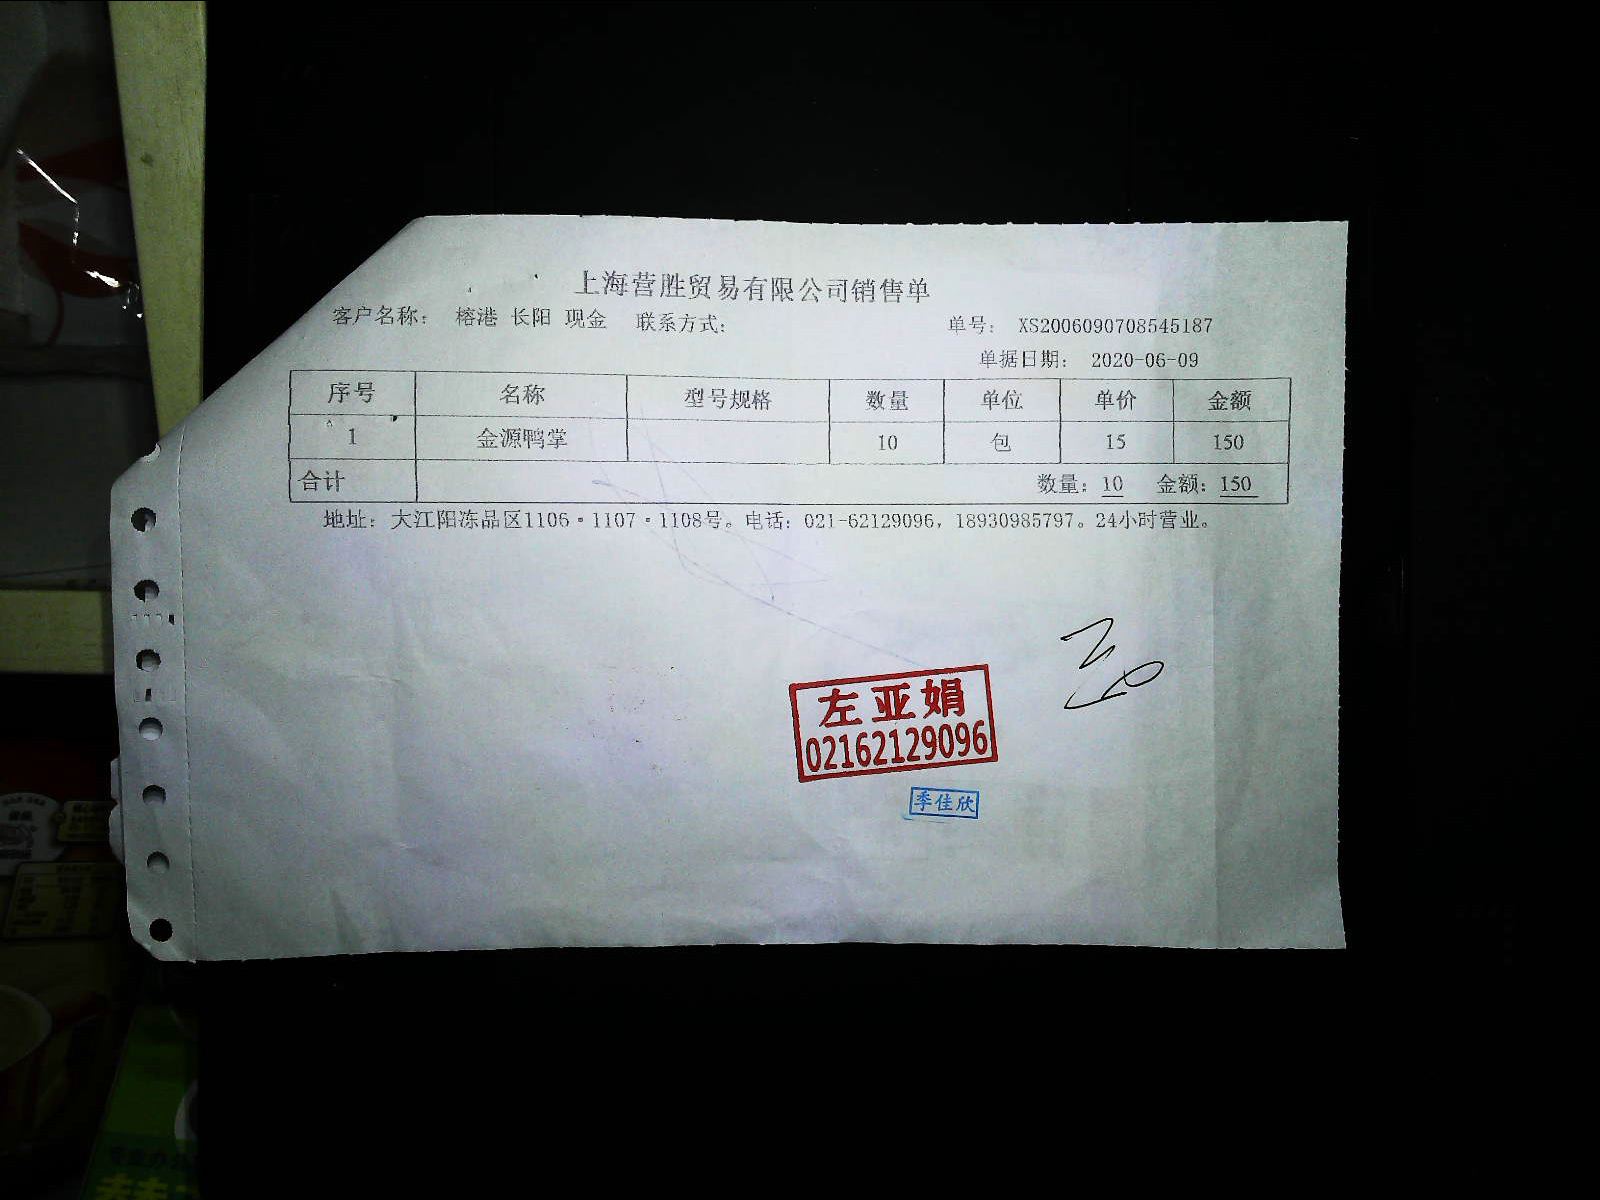 上海营胜贸易有限公司销售单
客户名称： 榕港 长阳 现金 联系方式： 单号： XS2006090708545187
单据日期： 2020-06-09
序号 名称 型号规格 数量 单位 单价 金额
1 金源鸭掌 10 包 15 150
合计 数量：10 金额：150
地址：大江阳冻品区1106·1107·1108号。电话：021-62129096，18930985797。24小时营业。
左亚娟
02162129096
季佳欣